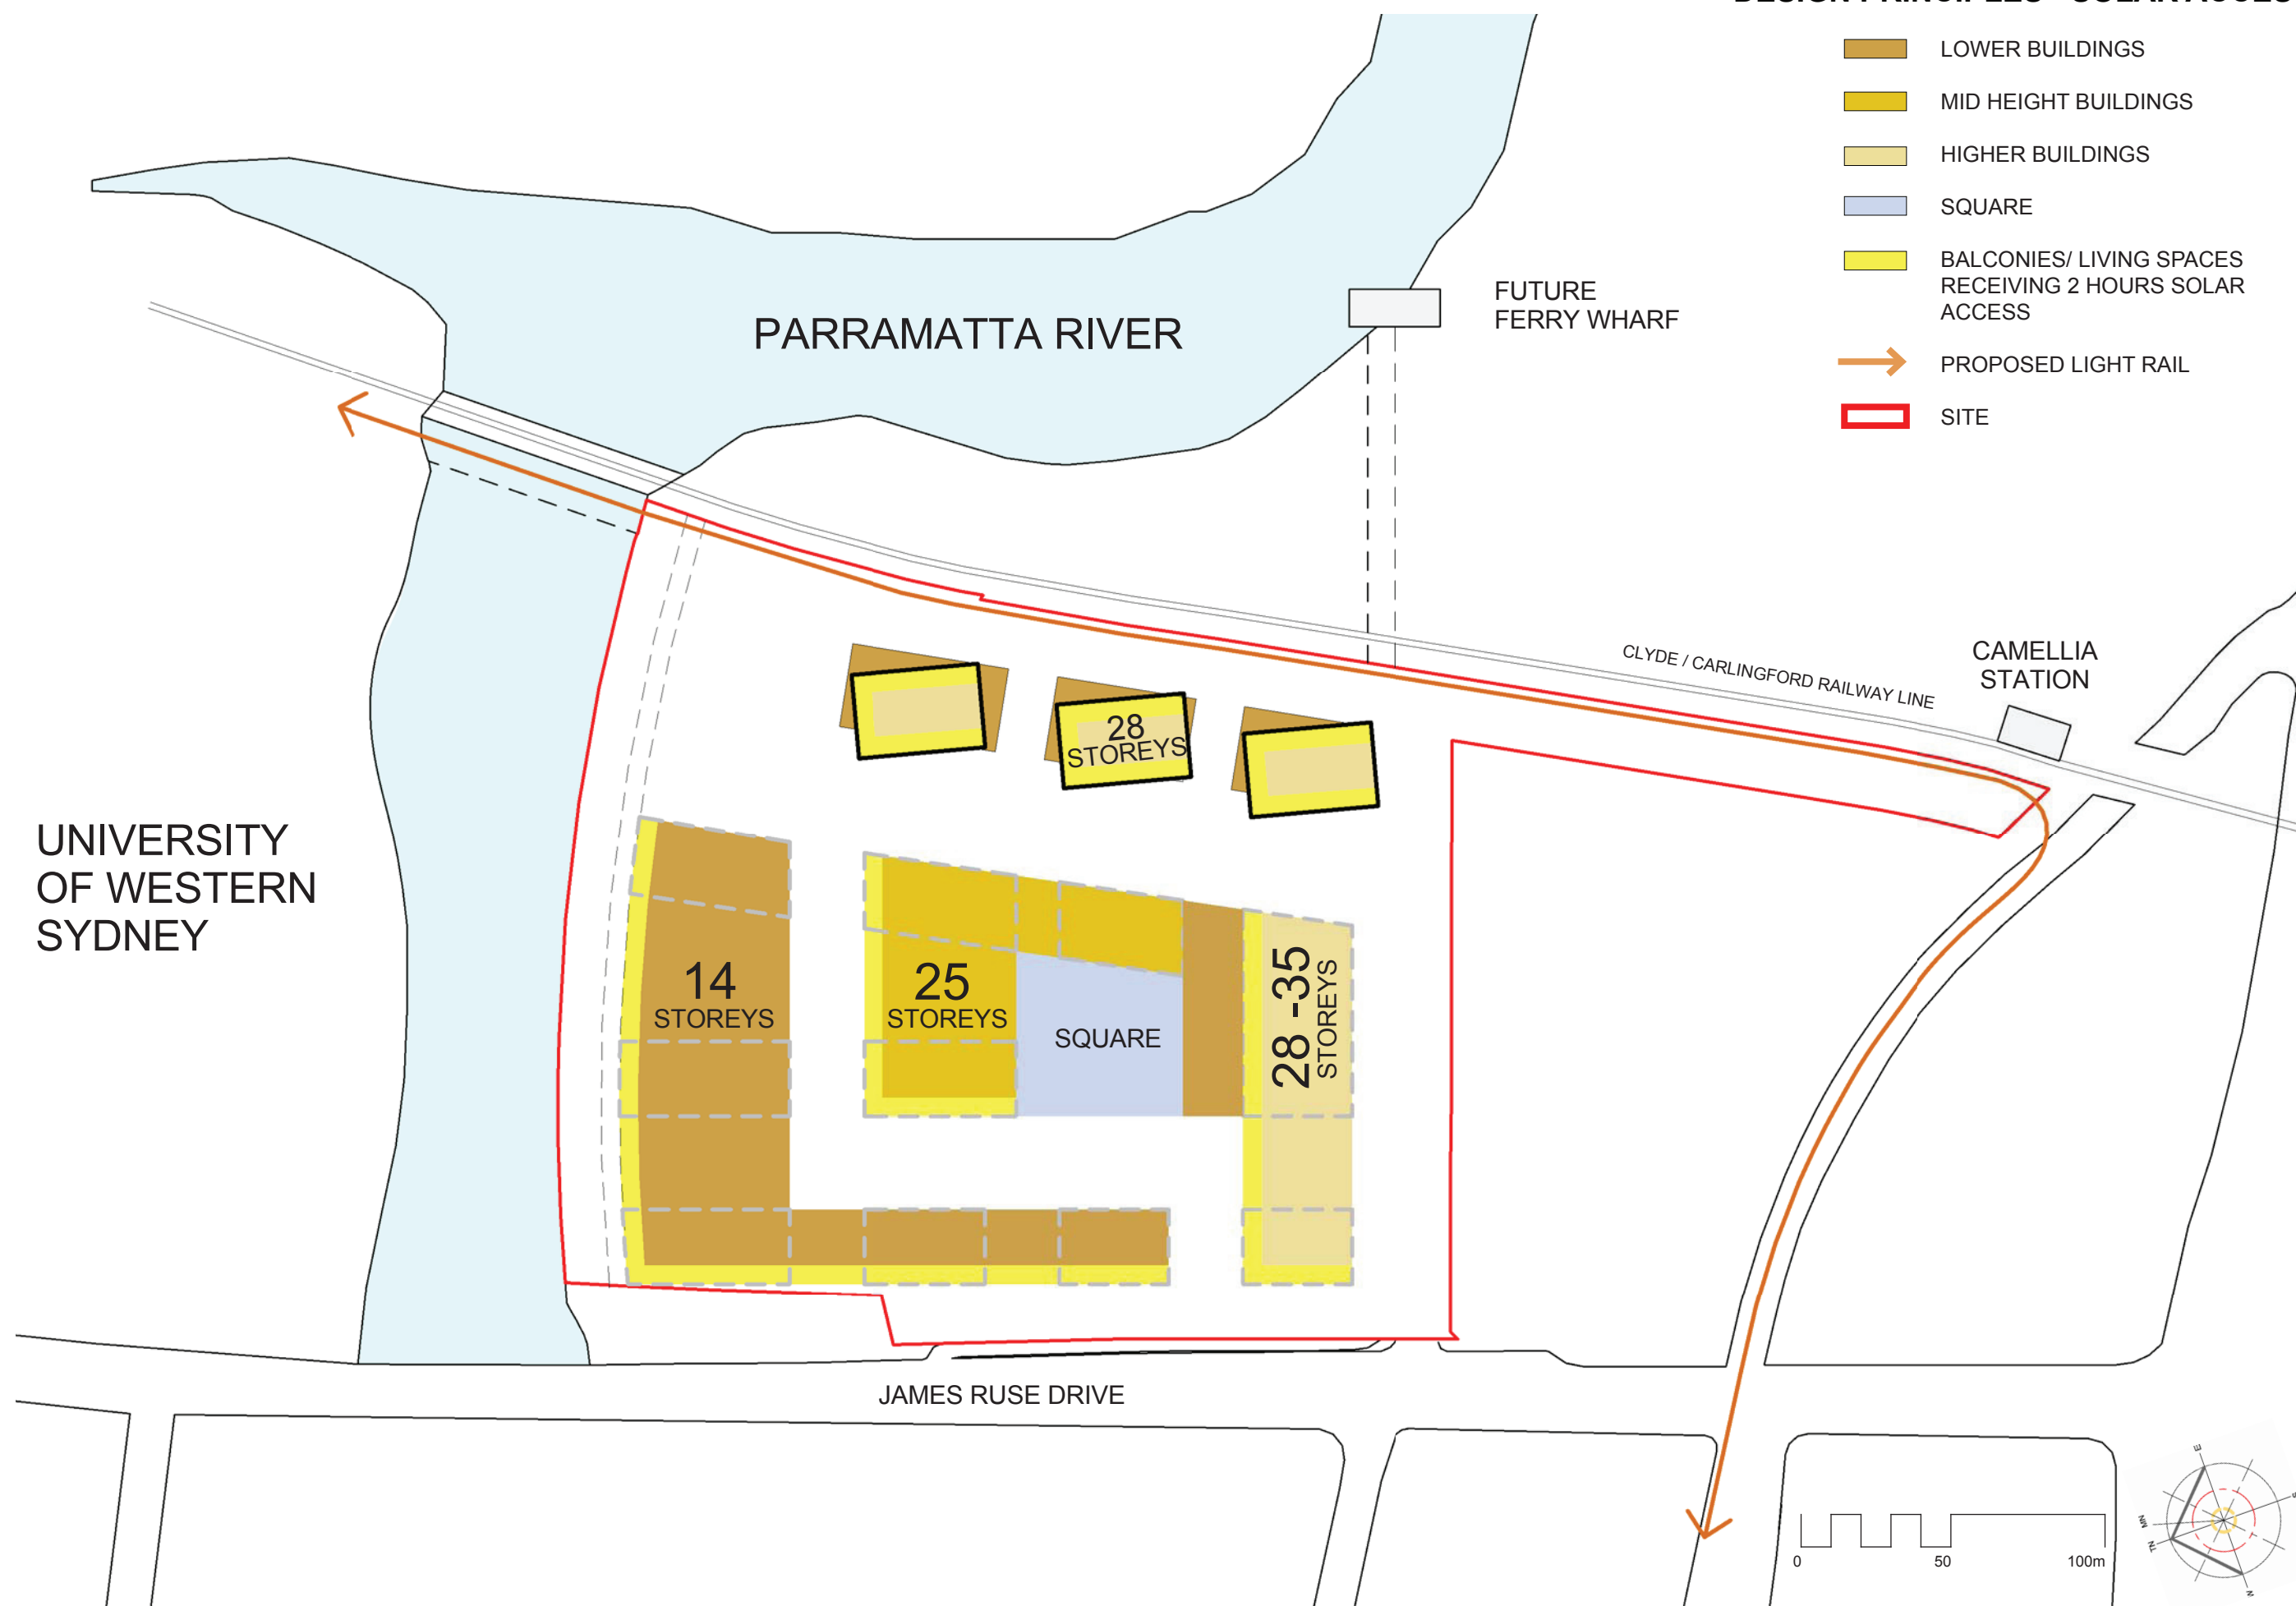 LOWER BUILDINGS
MID HEIGHT BUILDINGS
HIGHER BUILDINGS
SQUARE
BALCONIES/ LIVING SPACES
RECEIVING 2 HOURS SOLAR
ACCESS
PROPOSED LIGHT RAIL
SITE
FUTURE
FERRY WHARF
PARRAMATTA RIVER
CLYDE / CARLINGFORD RAILWAY LINE
CAMELLIA
STATION
28
STOREYS
UNIVERSITY
OF WESTERN
SYDNEY
14
STOREYS
25
STOREYS
SQUARE
28 -35
STOREYS
JAMES RUSE DRIVE
0
50
100m
E
MN
TN